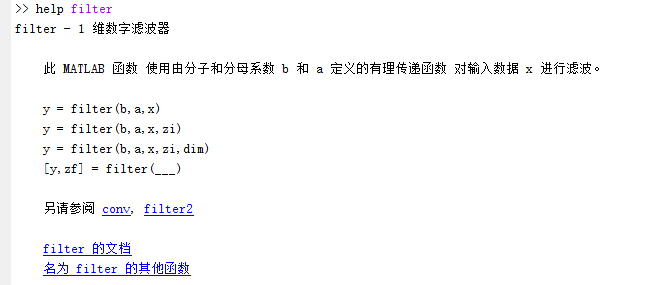 >> help filter
filter - 1 维数字滤波器
此 MATLAB 函数 使用由分子和分母系数 b 和 a 定义的有理传递函数 对输入数据 x 进行滤波。
y = filter(b,a,x)
y = filter(b,a,x,zi)
y = filter(b,a,x,zi,dim)
[y,zf] = filter(___)
另请参阅 conv, filter2
filter 的文档
名为 filter 的其他函数